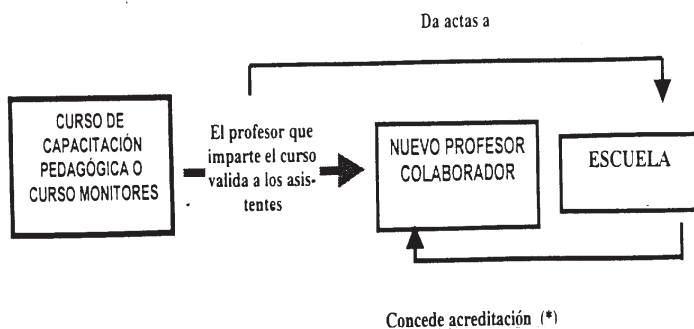 Da actas a
CURSO DE
CAPACITACIÓN
PEDAGÓGICA O
CURSO MONITORES
El profesor que
imparte el curso
valida a los asis-
tentes
NUEVO PROFESOR
COLABORADOR
ESCUELA
Concede acreditación (*)